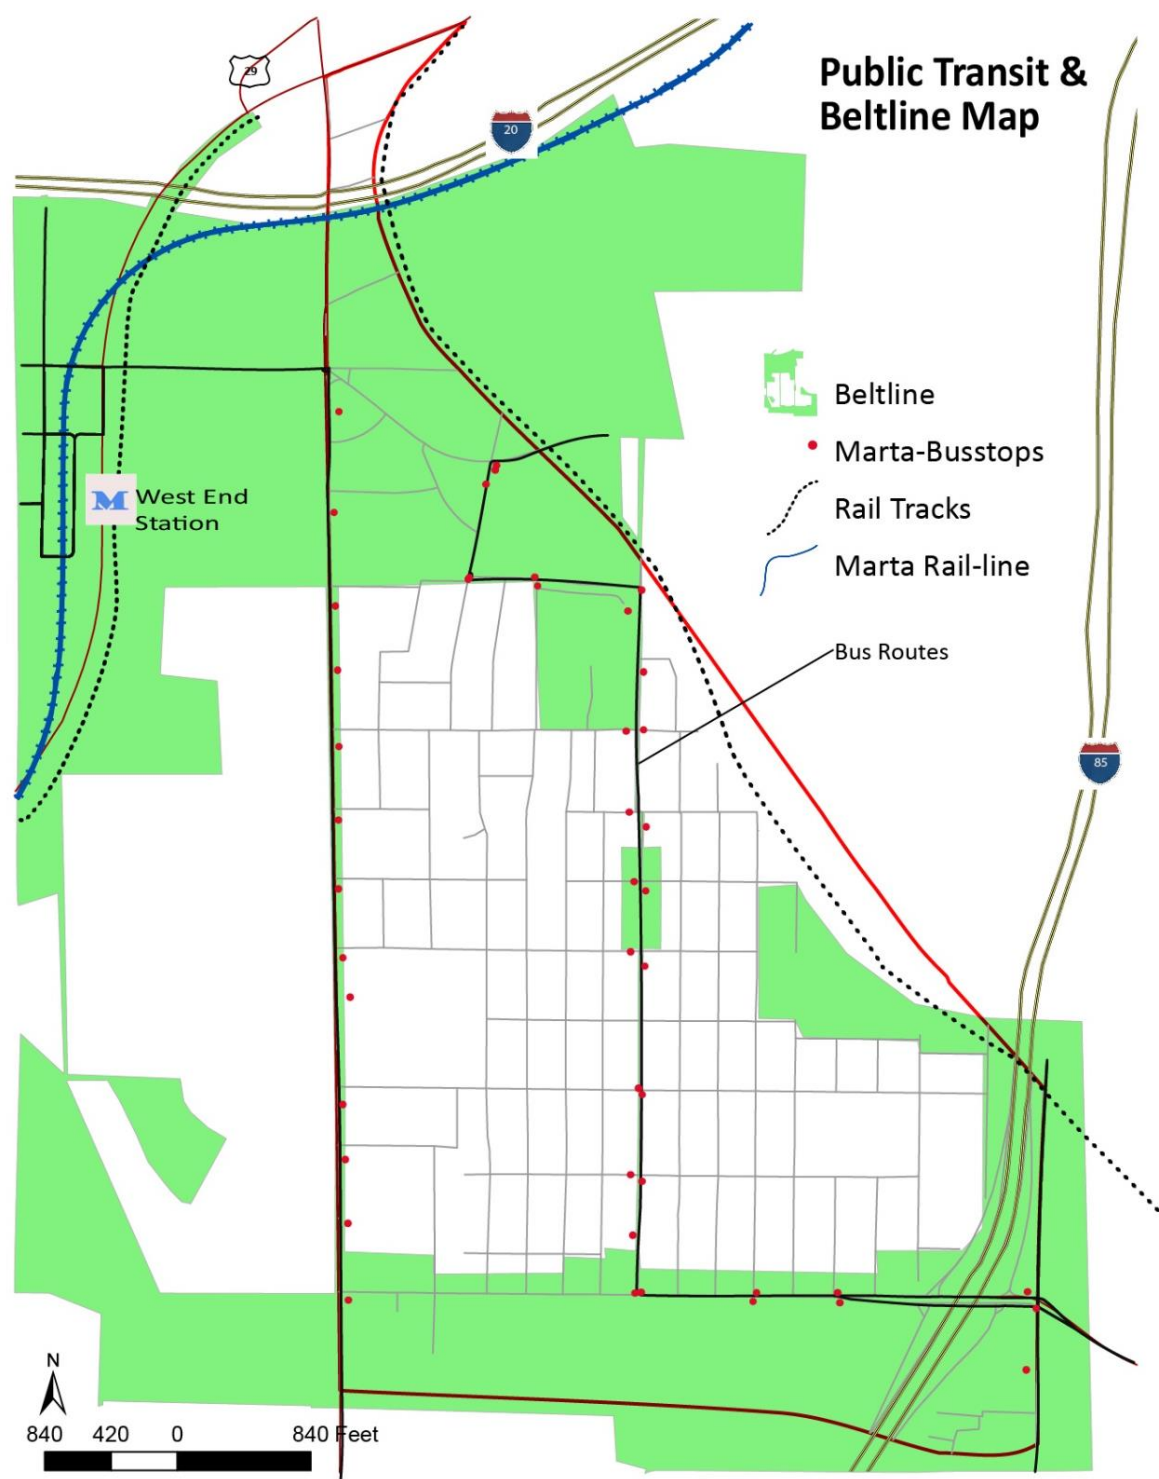 Public Transit &
Beltline Map
29
20
Beltline
Marta-Busstops
M West End
Station
Rail Tracks
Marta Rail-line
Bus Routes
85
N
840 420 0 840 Feet